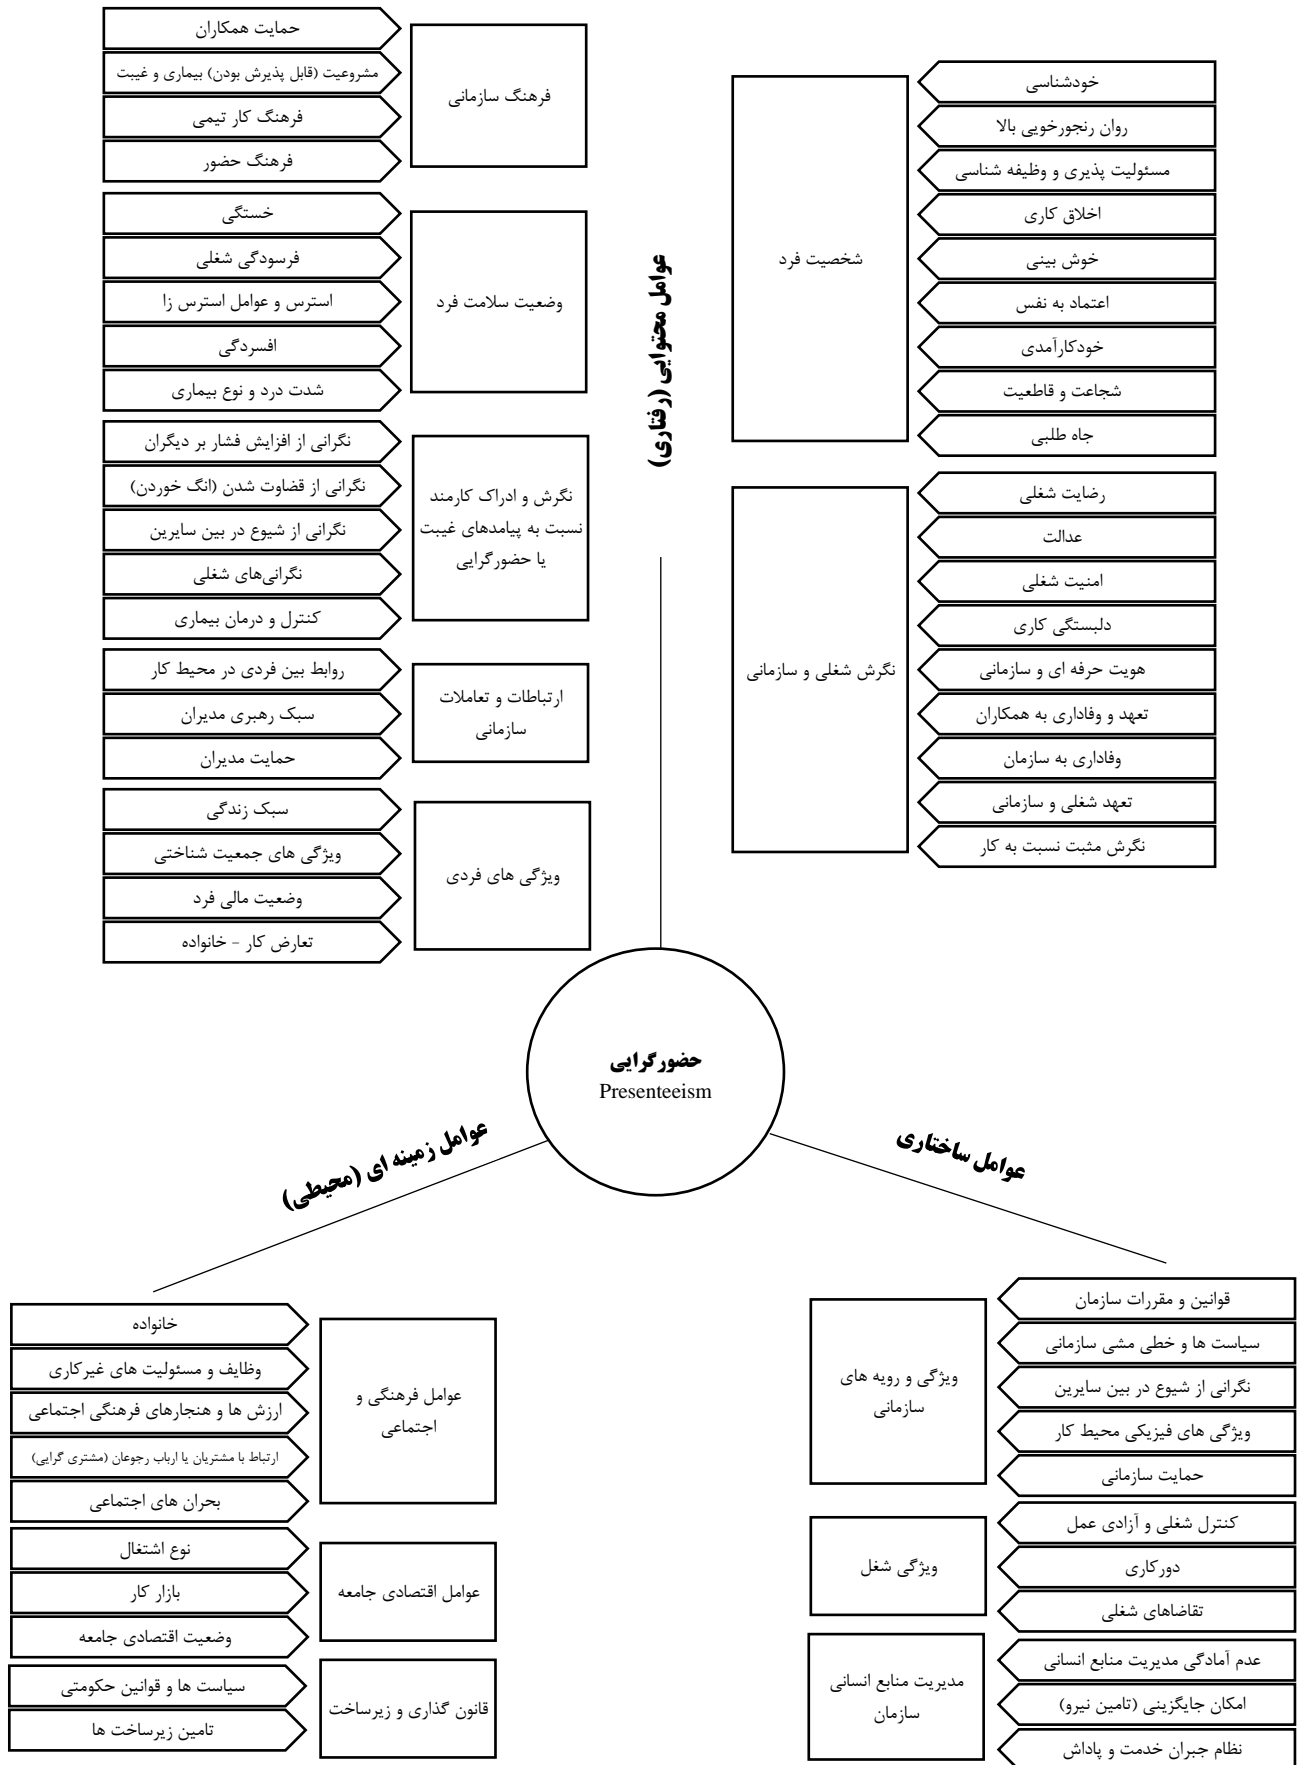 حمایت همکاران
مشروعیت (قابل پذیرش بودن) بیماری و غیبت
فرهنگ کار تیمی
فرهنگ حضور
فرهنگ سازمانی
خستگی
فرسودگی شغلی
استرس و عوامل استرس زا
افسردگی
شدت درد و نوع بیماری
وضعیت سلامت فرد
نگرانی از افزایش فشار بر دیگران
نگرانی از قضاوت شدن (انگ خوردن)
نگرانی از شیوع در بین سایرین
نگرانی‌های شغلی
کنترل و درمان بیماری
نگرش و ادراک کارمند
نسبت به پیامدهای غیبت
یا حضورگرایی
روابط بین فردی در محیط کار
سبک رهبری مدیران
حمایت مدیران
ارتباطات و تعاملات
سازمانی
سبک زندگی
ویژگی های جمعیت شناختی
وضعیت مالی فرد
تعارض کار - خانواده
ویژگی های فردی
عوامل محتوایی (رفتاری)
خودشناسی
روان رنجورخویی بالا
مسئولیت پذیری و وظیفه شناسی
اخلاق کاری
خوش بینی
اعتماد به نفس
خودکارآمدی
شجاعت و قاطعیت
جاه طلبی
شخصیت فرد
رضایت شغلی
عدالت
امنیت شغلی
دلبستگی کاری
هویت حرفه ای و سازمانی
تعهد و وفاداری به همکاران
وفاداری به سازمان
تعهد شغلی و سازمانی
نگرش مثبت نسبت به کار
نگرش شغلی و سازمانی
حضورگرایی
Presenteeism
عوامل زمینه ای (محیطی)
عوامل ساختاری
خانواده
وظایف و مسئولیت های غیرکاری
ارزش ها و هنجارهای فرهنگی اجتماعی
ارتباط با مشتریان یا ارباب رجوعان (مشتری گرایی)
بحران های اجتماعی
عوامل فرهنگی و
اجتماعی
نوع اشتغال
بازار کار
وضعیت اقتصادی جامعه
عوامل اقتصادی جامعه
سیاست ها و قوانین حکومتی
تامین زیرساخت ها
قانون گذاری و زیرساخت
قوانین و مقررات سازمان
سیاست ها و خطی مشی سازمانی
نگرانی از شیوع در بین سایرین
ویژگی های فیزیکی محیط کار
حمایت سازمانی
ویژگی و رویه های
سازمانی
کنترل شغلی و آزادی عمل
دورکاری
تقاضاهای شغلی
ویژگی شغل
عدم آمادگی مدیریت منابع انسانی
امکان جایگزینی (تامین نیرو)
نظام جبران خدمت و پاداش
مدیریت منابع انسانی
سازمان